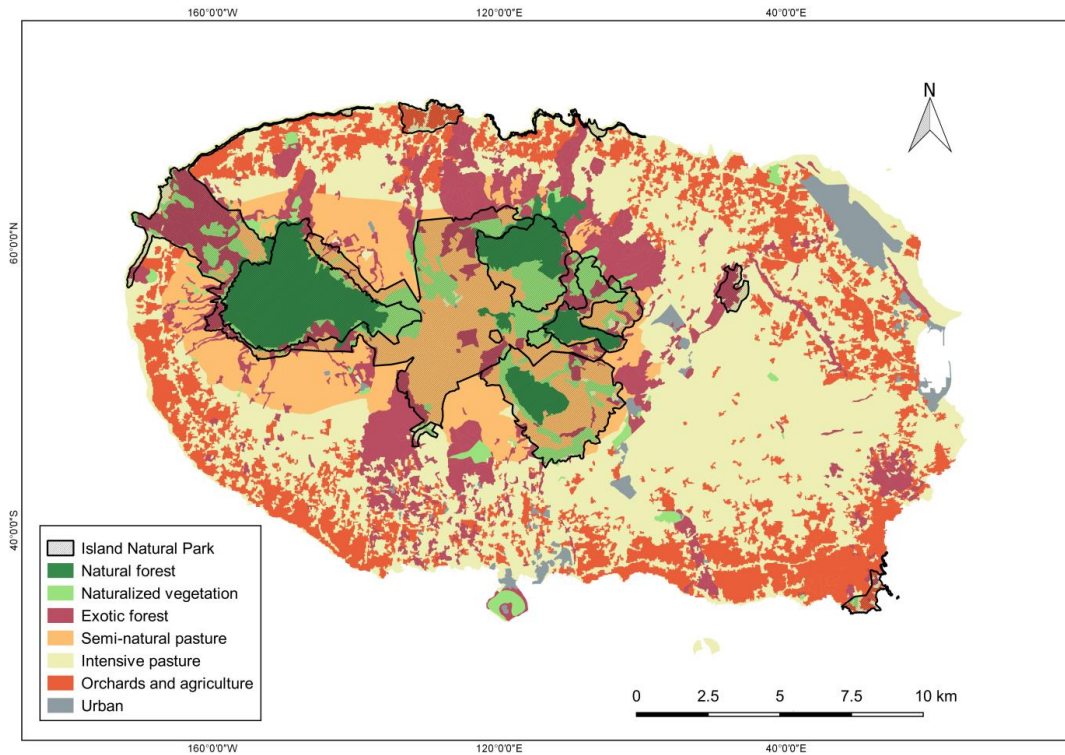 160°0'0"W 120°0'0"E 40°0'0"E
N
60°0'0"N
40°0'0"S
Island Natural Park
Natural forest
Naturalized vegetation
Exotic forest
Semi-natural pasture
Intensive pasture
Orchards and agriculture
Urban
0 2.5 5 7.5 10 km
160°0'0"W 120°0'0"E 40°0'0"E